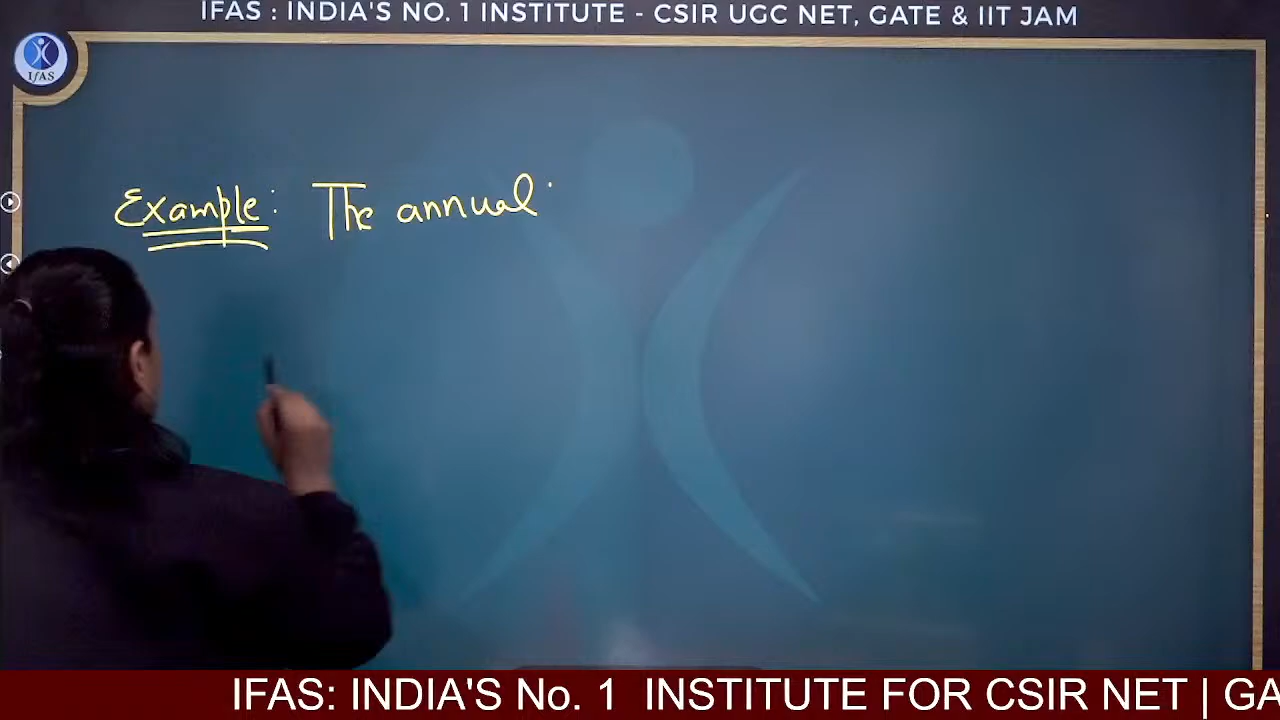 IFAS : INDIA'S NO. 1 INSTITUTE - CSIR UGC NET, GATE & IIT JAM
IfAS
Example: The annual
IFAS: INDIA'S No. 1 INSTITUTE FOR CSIR NET | GA